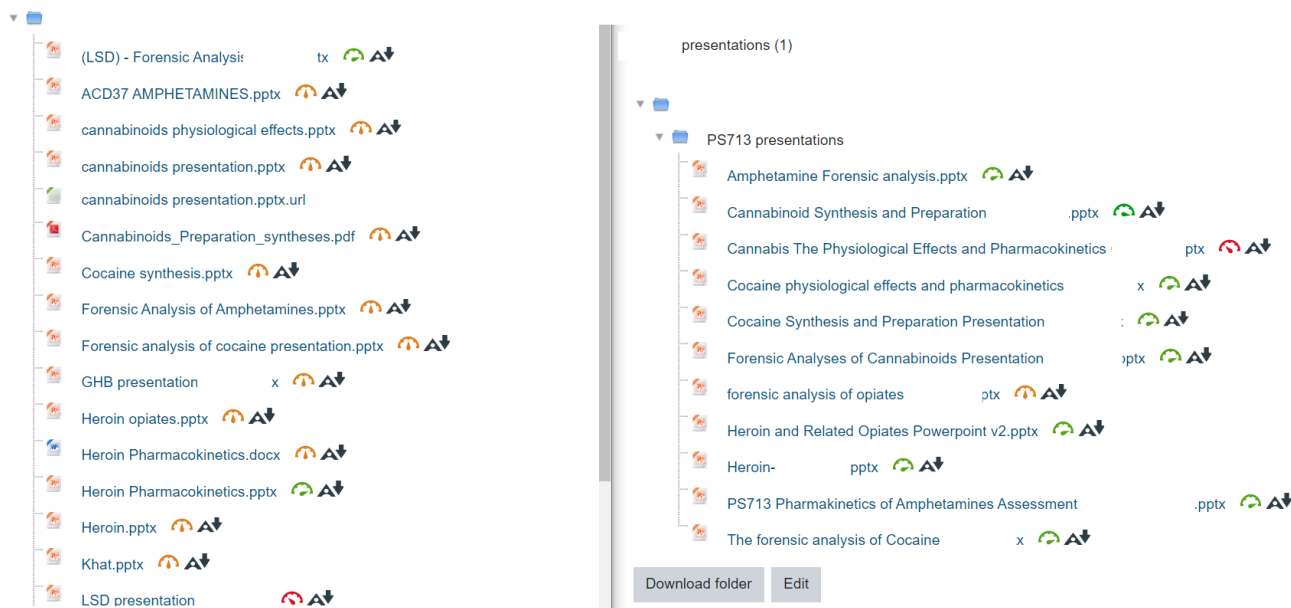 (LSD) - Forensic Analysis tx
ACD37 AMPHETAMINES.pptx
cannabinoids physiological effects.pptx
cannabinoids presentation.pptx
cannabinoids presentation.pptx.url
Cannabinoids_Preparation_syntheses.pdf
Cocaine synthesis.pptx
Forensic Analysis of Amphetamines.pptx
Forensic analysis of cocaine presentation.pptx
GHB presentation x
Heroin opiates.pptx
Heroin Pharmacokinetics.docx
Heroin Pharmacokinetics.pptx
Heroin.pptx
Khat.pptx
LSD presentation
presentations (1)
PS713 presentations
Amphetamine Forensic analysis.pptx
Cannabinoid Synthesis and Preparation .pptx
Cannabis The Physiological Effects and Pharmacokinetics ptx
Cocaine physiological effects and pharmacokinetics x
Cocaine Synthesis and Preparation Presentation
Forensic Analyses of Cannabinoids Presentation pptx
forensic analysis of opiates ptx
Heroin and Related Opiates Powerpoint v2.pptx
Heroin- pptx
PS713 Pharmakinetics of Amphetamines Assessment .pptx
The forensic analysis of Cocaine x
Download folder Edit